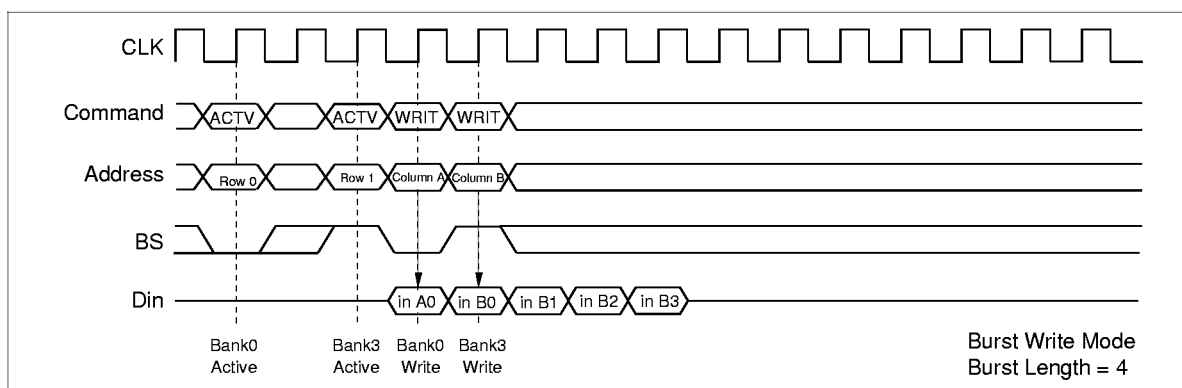 CLK
Command ACTV ACTV WRIT WRIT
Address Row 0 Row 1 Column A Column B
BS
Din in A0 in B0 in B1 in B2 in B3
Bank0 Bank3 Bank0 Bank3
Active Active Write Write
Burst Write Mode
Burst Length = 4